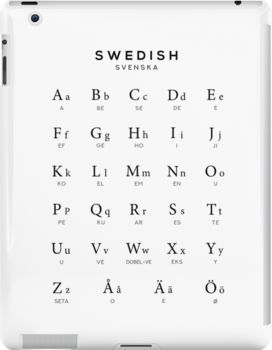 SWEDISH
SVENSKA
Aa Bb Cc Dd Ee
A BE SE DE E
Ff Gg Hh Ii Jj
EF GE HO I JI
Kk Ll Mm Nn Oo
KO EL EM EN O
Pp Qq Rr Ss Tt
PE KU AR ES TE
Uu Vv Ww Xx Yy
U VE DOBEL-VE EKS Y
Zz Åå Ää Öö
SETA O E Ø